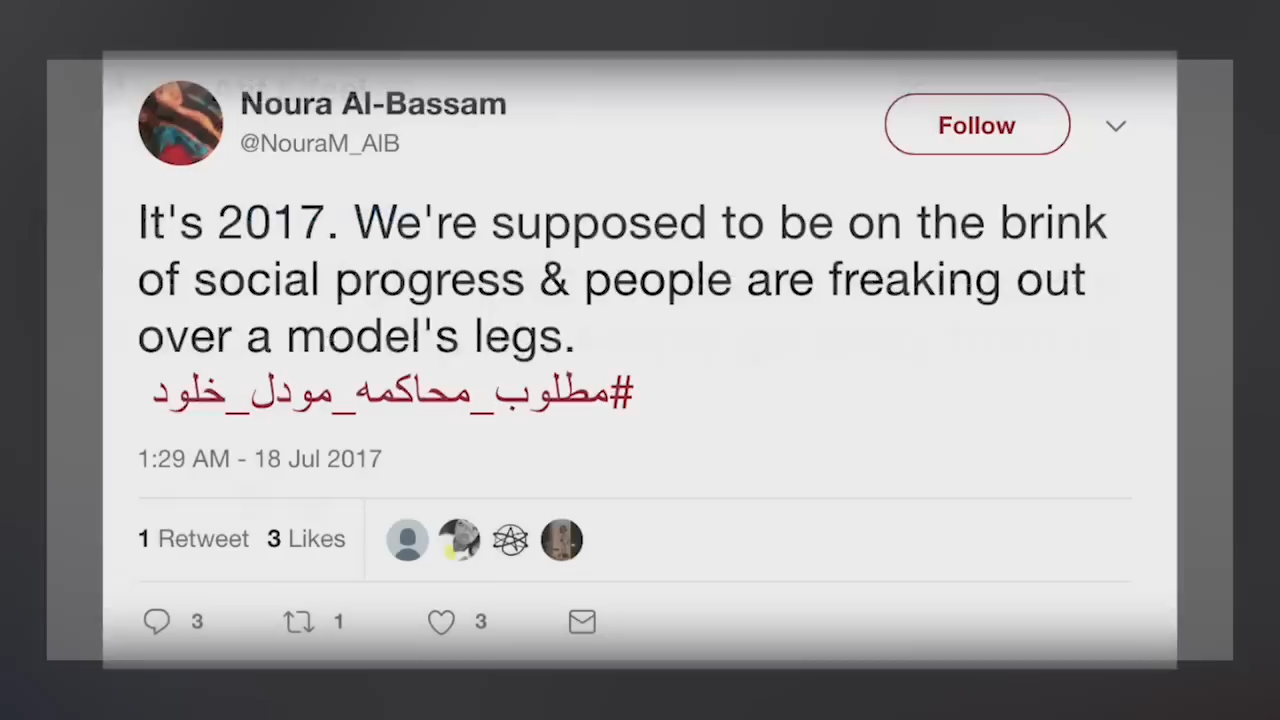 Noura Al-Bassam
@NouraM_AlB
Follow
It's 2017. We're supposed to be on the brink
of social progress & people are freaking out
over a model's legs.
#مطلوب_محاكمه_مودل_خلود
1:29 AM - 18 Jul 2017
1 Retweet 3 Likes
3 1 3